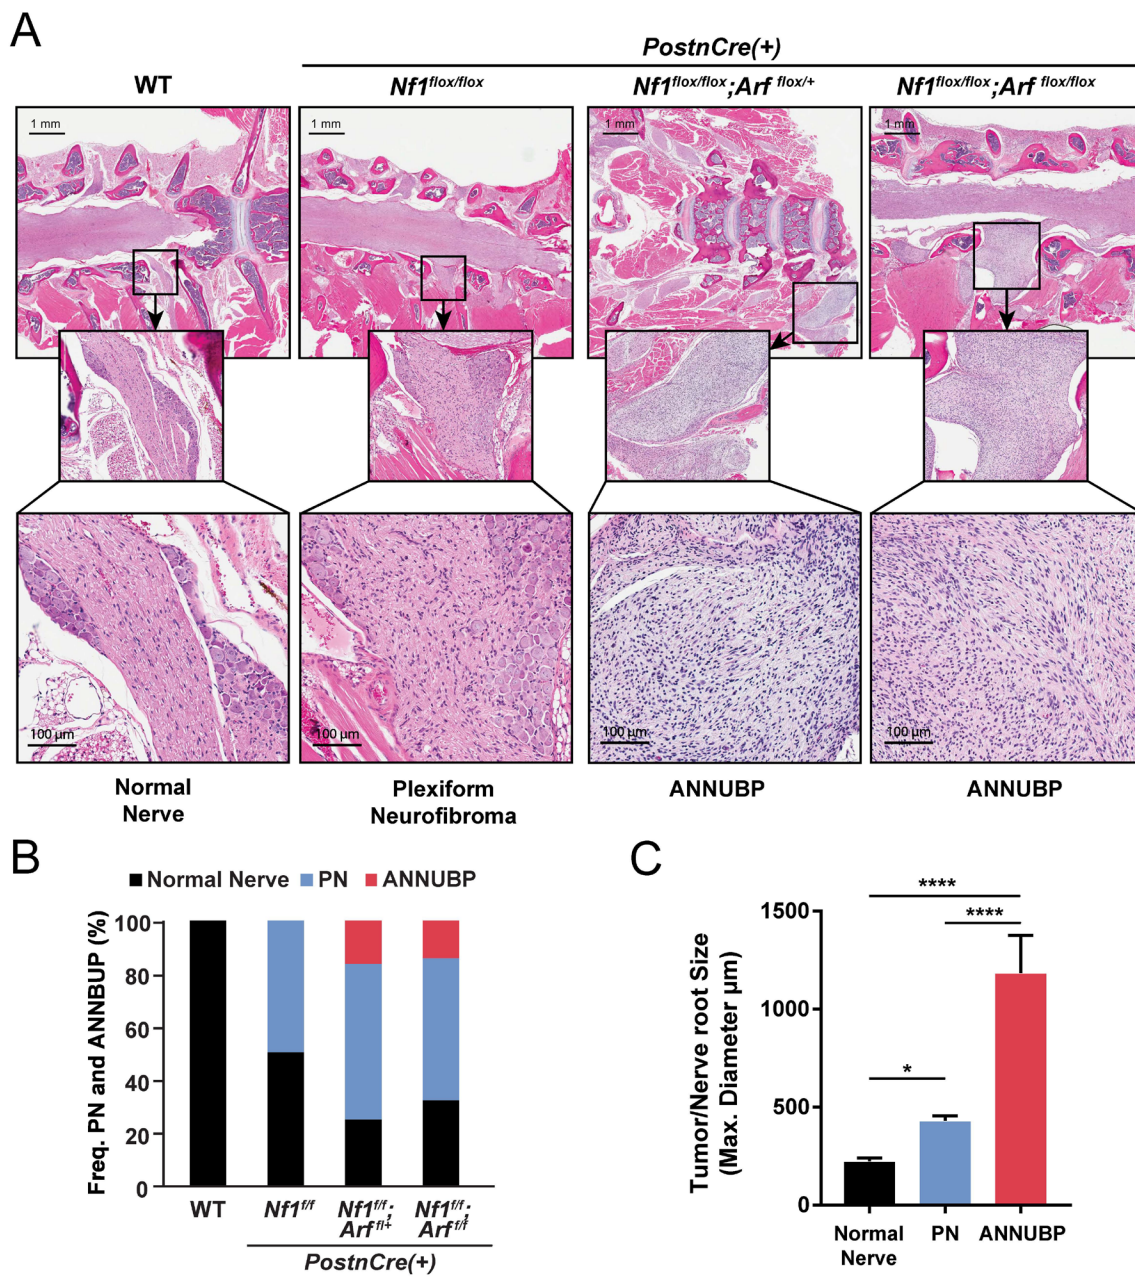 A
PostnCre(+)
WT
Nf1flox/flox
Nf1flox/flox;Arf flox/+
Nf1flox/flox;Arf flox/flox
1 mm
1 mm
1 mm
1 mm
100 µm
100 µm
100 µm
100 µm
Normal
Nerve
Plexiform
Neurofibroma
ANNUBP
ANNUBP
B
Normal Nerve
PN
ANNUBP
Freq. PN and ANNBUP (%)
100
80
60
40
20
0
WT
Nf1f/f
Nf1f/f;
Arf fl+
Nf1f/f;
Arf f/f
PostnCre(+)
C
Tumor/Nerve root Size
(Max. Diameter µm)
1500
1000
500
0
****
****
*
Normal
Nerve
PN
ANNUBP